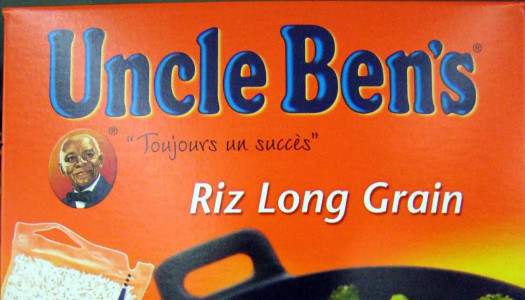 Uncle Ben's®
® "Toujours un succès"
Riz Long Grain